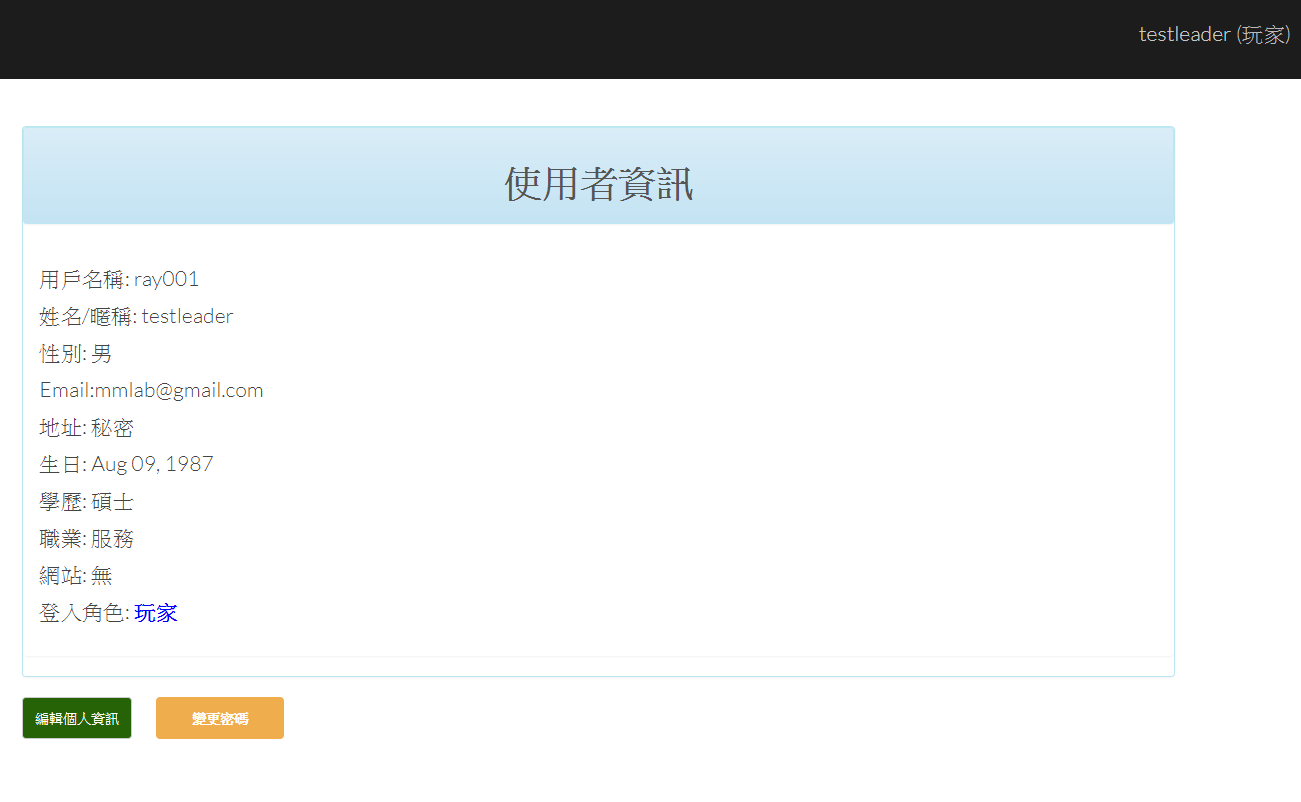 testleader (玩家)
使用者資訊
用戶名稱: ray001
姓名/暱稱: testleader
性別: 男
Email:mmlab@gmail.com
地址: 秘密
生日: Aug 09, 1987
學歷: 碩士
職業: 服務
網站: 無
登入角色: 玩家
編輯個人資訊 變更密碼